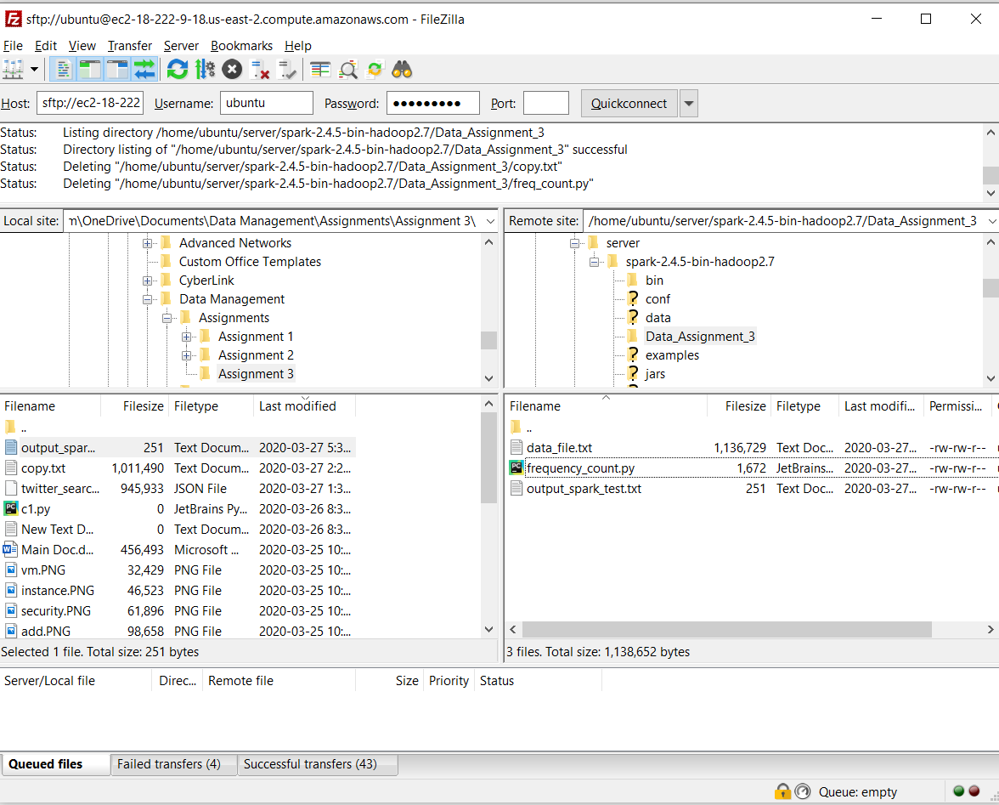 sftp://ubuntu@ec2-18-222-9-18.us-east-2.compute.amazonaws.com - FileZilla
File Edit View Transfer Server Bookmarks Help
Host: sftp://ec2-18-222 Username: ubuntu Password: ●●●●●●●●● Port: Quickconnect
Status: Listing directory /home/ubuntu/server/spark-2.4.5-bin-hadoop2.7/Data_Assignment_3
Status: Directory listing of "/home/ubuntu/server/spark-2.4.5-bin-hadoop2.7/Data_Assignment_3" successful
Status: Deleting "/home/ubuntu/server/spark-2.4.5-bin-hadoop2.7/Data_Assignment_3/copy.txt"
Status: Deleting "/home/ubuntu/server/spark-2.4.5-bin-hadoop2.7/Data_Assignment_3/freq_count.py"
Local site: n\OneDrive\Documents\Data Management\Assignments\Assignment 3\
Advanced Networks
Custom Office Templates
CyberLink
Data Management
Assignments
Assignment 1
Assignment 2
Assignment 3
Filename Filesize Filetype Last modified
..
output_spar... 251 Text Docum... 2020-03-27 5:3...
copy.txt 1,011,490 Text Docum... 2020-03-27 2:2...
twitter_searc... 945,933 JSON File 2020-03-27 1:3...
c1.py 0 JetBrains Py... 2020-03-26 8:3...
New Text D... 0 Text Docum... 2020-03-26 8:3...
Main Doc.d... 456,493 Microsoft ... 2020-03-25 10:...
vm.PNG 32,429 PNG File 2020-03-25 10:...
instance.PNG 46,523 PNG File 2020-03-25 10:...
security.PNG 61,896 PNG File 2020-03-25 10:...
add.PNG 98,658 PNG File 2020-03-25 10:...
Selected 1 file. Total size: 251 bytes
Remote site: /home/ubuntu/server/spark-2.4.5-bin-hadoop2.7/Data_Assignment_3
server
spark-2.4.5-bin-hadoop2.7
bin
? conf
? data
Data_Assignment_3
? examples
? jars
Filename Filesize Filetype Last modifi... Permissi...
..
data_file.txt 1,136,729 Text Doc... 2020-03-27... -rw-rw-r--
frequency_count.py 1,672 JetBrains... 2020-03-27... -rw-rw-r--
output_spark_test.txt 251 Text Doc... 2020-03-27... -rw-rw-r--
3 files. Total size: 1,138,652 bytes
Server/Local file Direc... Remote file Size Priority Status
Queued files Failed transfers (4) Successful transfers (43)
Queue: empty